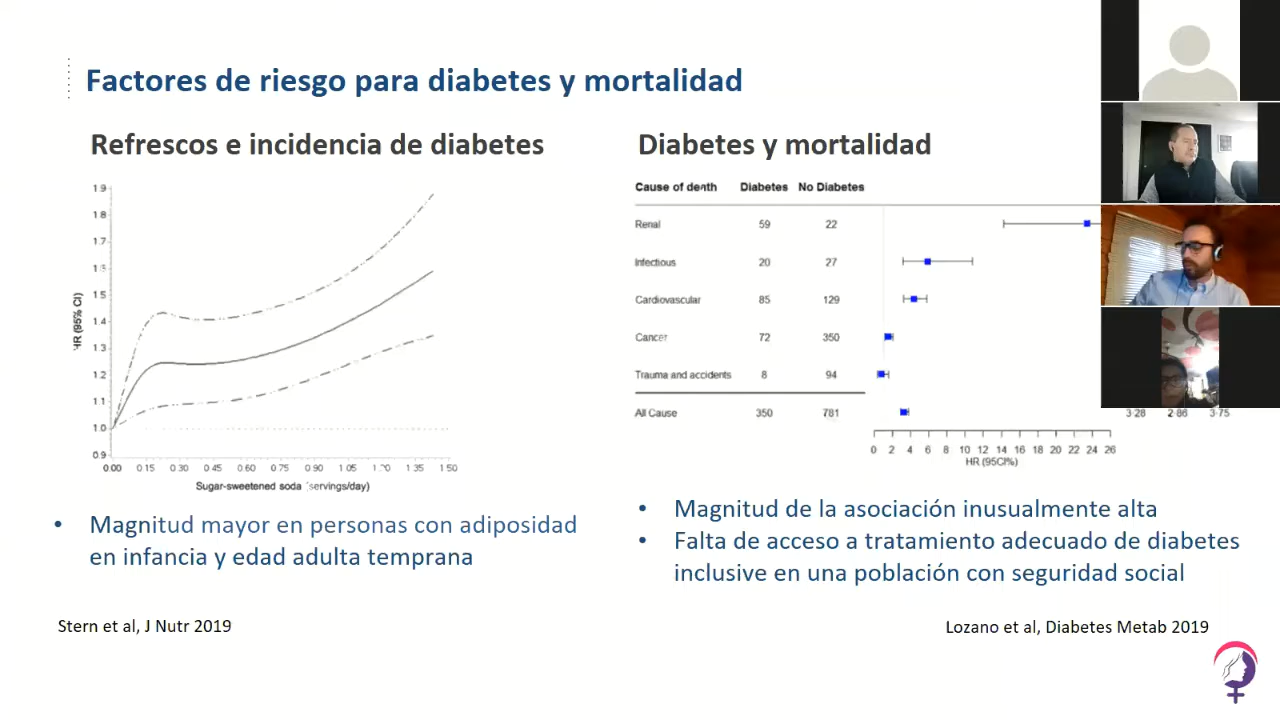 Factores de riesgo para diabetes y mortalidad
Refrescos e incidencia de diabetes
HR (95% CI)
1.9
1.8
1.7
1.6
1.5
1.4
1.3
1.2
1.1
1.0
0.9
0.00 0.15 0.30 0.45 0.60 0.75 0.90 1.05 1.20 1.35 1.50
Sugar-sweetened soda (servings/day)
• Magnitud mayor en personas con adiposidad
en infancia y edad adulta temprana
Stern et al, J Nutr 2019
Diabetes y mortalidad
Cause of death Diabetes No Diabetes
Renal 59 22
Infectious 20 27
Cardiovascular 85 129
Cancer 72 350
Trauma and accidents 8 94
All Cause 350 781 3.28 2.86 3.75
0 2 4 6 8 10 12 14 16 18 20 22 24 26
HR (95CI%)
• Magnitud de la asociación inusualmente alta
• Falta de acceso a tratamiento adecuado de diabetes
inclusive en una población con seguridad social
Lozano et al, Diabetes Metab 2019